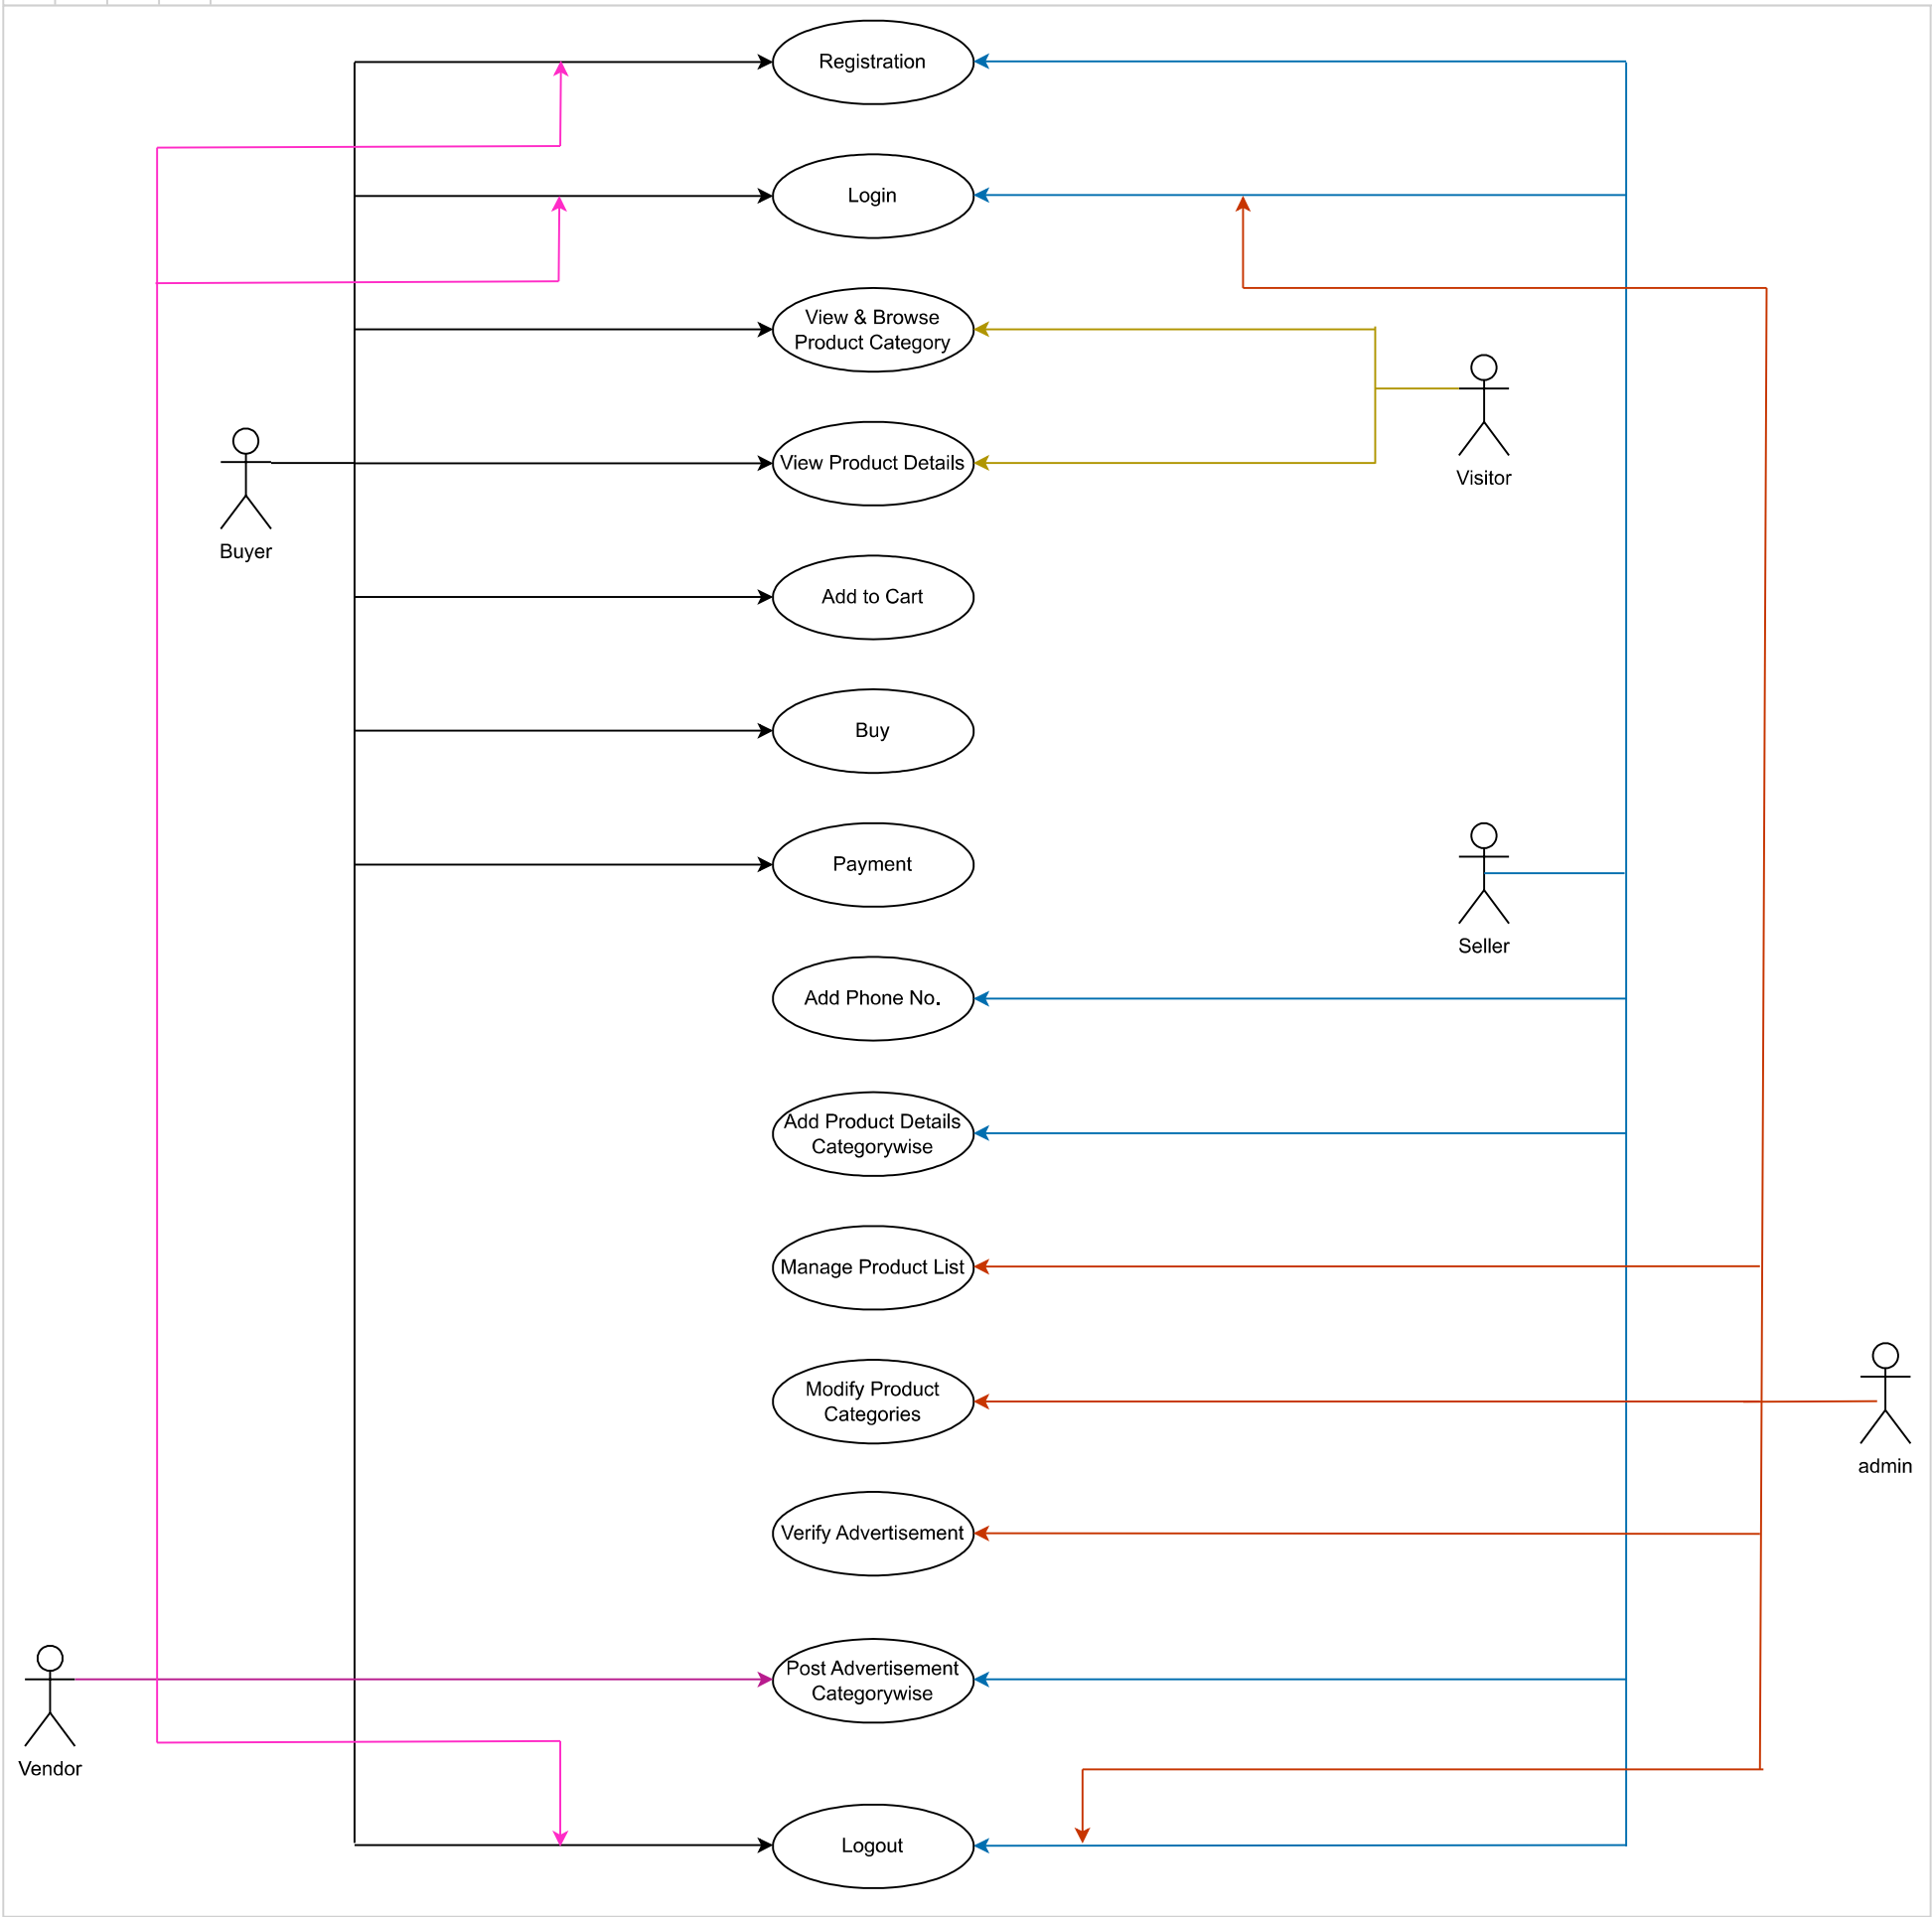 Registration
Login
View & Browse
Product Category
Visitor
View Product Details
Buyer
Add to Cart
Buy
Payment
Seller
Add Phone No.
Add Product Details
Categorywise
Manage Product List
Modify Product
Categories
admin
Verify Advertisement
Post Advertisement
Categorywise
Vendor
Logout